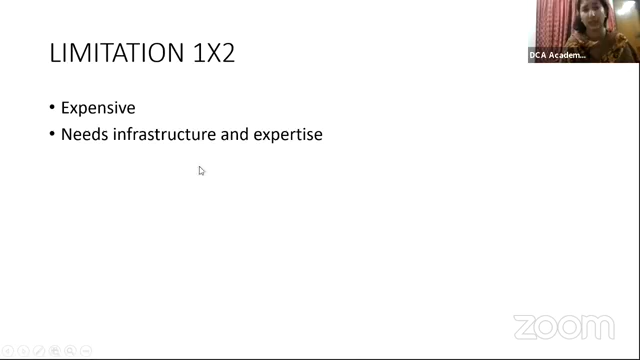 LIMITATION 1X2
• Expensive
• Needs infrastructure and expertise
DCA Academ...
zoom